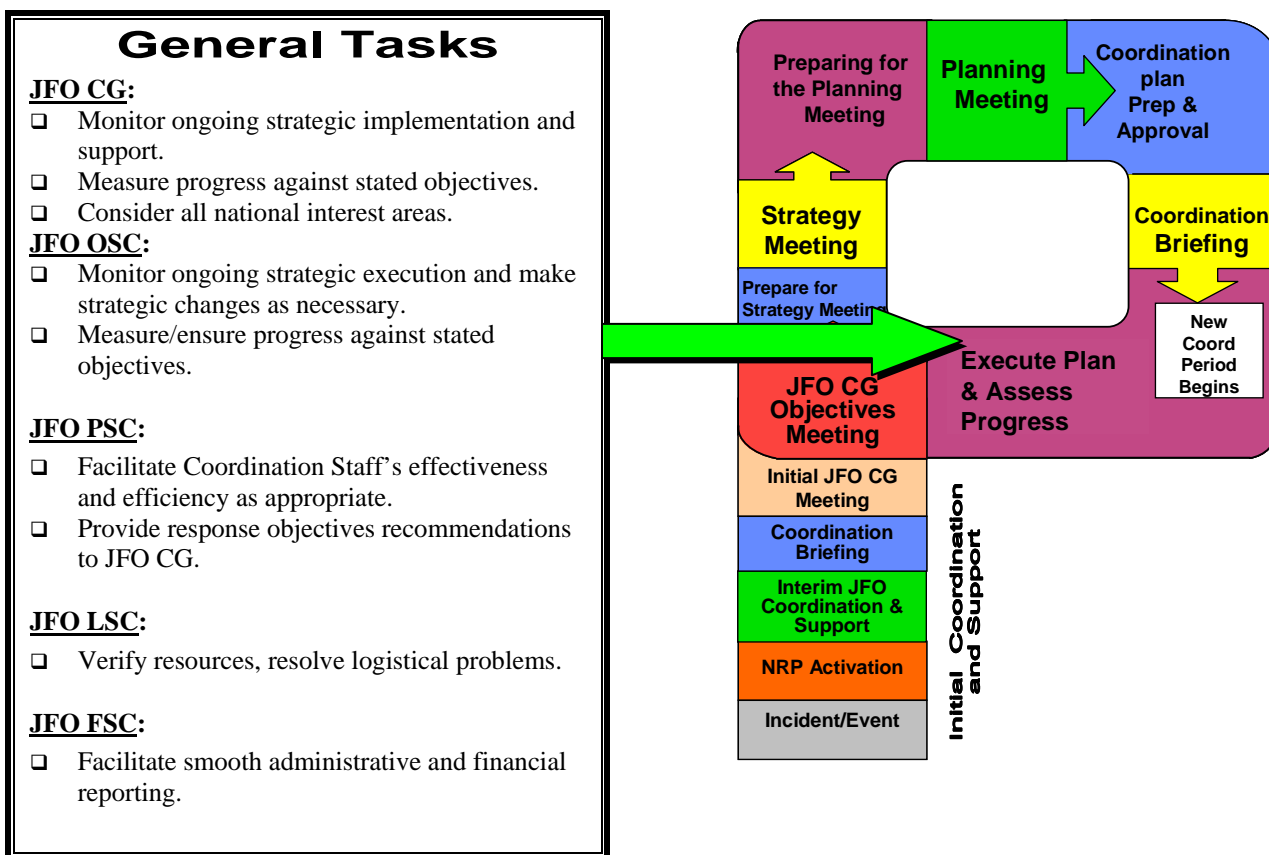 General Tasks
JFO CG:
❑ Monitor ongoing strategic implementation and
support.
❑ Measure progress against stated objectives.
❑ Consider all national interest areas.
JFO OSC:
❑ Monitor ongoing strategic execution and make
strategic changes as necessary.
❑ Measure/ensure progress against stated
objectives.
JFO PSC:
❑ Facilitate Coordination Staff's effectiveness
and efficiency as appropriate.
❑ Provide response objectives recommendations
to JFO CG.
JFO LSC:
❑ Verify resources, resolve logistical problems.
JFO FSC:
❑ Facilitate smooth administrative and financial
reporting.
Preparing for
the Planning
Meeting
Planning
Meeting
Coordination
plan
Prep &
Approval
Strategy
Meeting
Coordination
Briefing
Prepare for
Strategy Meeting
New
Coord
Period
Begins
Execute Plan
& Assess
Progress
JFO CG
Objectives
Meeting
Initial JFO CG
Meeting
Coordination
Briefing
Interim JFO
Coordination &
Support
NRP Activation
Incident/Event
Initial Coordination
and Support